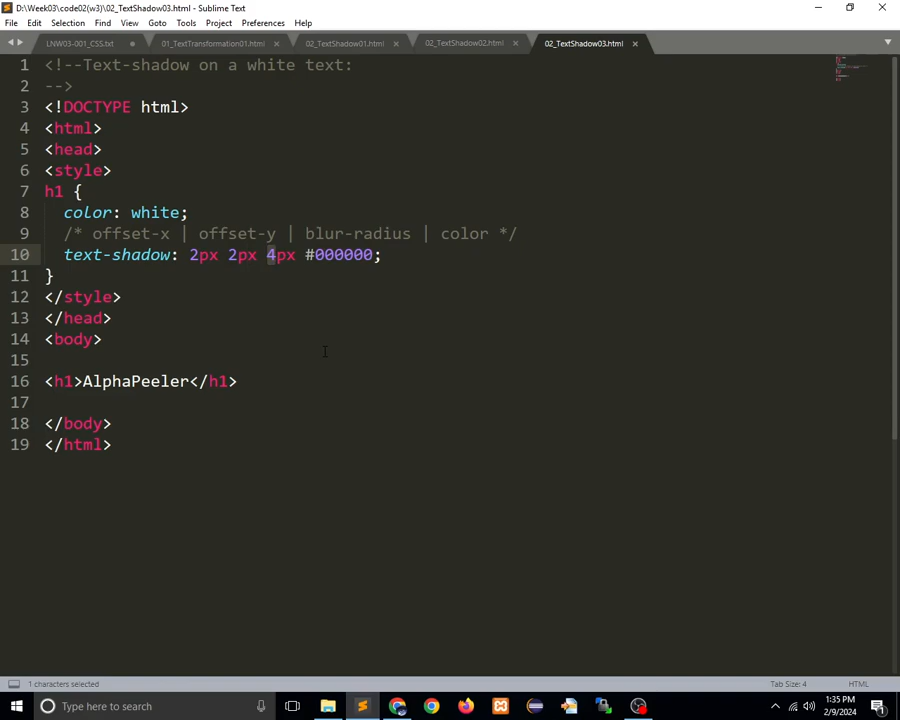 D:\Week03\code02(w3)\02_TextShadow03.html - Sublime Text
File Edit Selection Find View Goto Tools Project Preferences Help
LNW03-001_CSS.txt 01_TextTransformation01.html 02_TextShadow01.html 02_TextShadow02.html 02_TextShadow03.html
1 <!--Text-shadow on a white text:
2 -->
3 <!DOCTYPE html>
4 <html>
5 <head>
6 <style>
7 h1 {
8 color: white;
9 /* offset-x | offset-y | blur-radius | color */
10 text-shadow: 2px 2px 4px #000000;
11 }
12 </style>
13 </head>
14 <body>
15
16 <h1>AlphaPeeler</h1>
17
18 </body>
19 </html>
1 characters selected Tab Size: 4 HTML
Type here to search
1:35 PM
2/9/2024
1